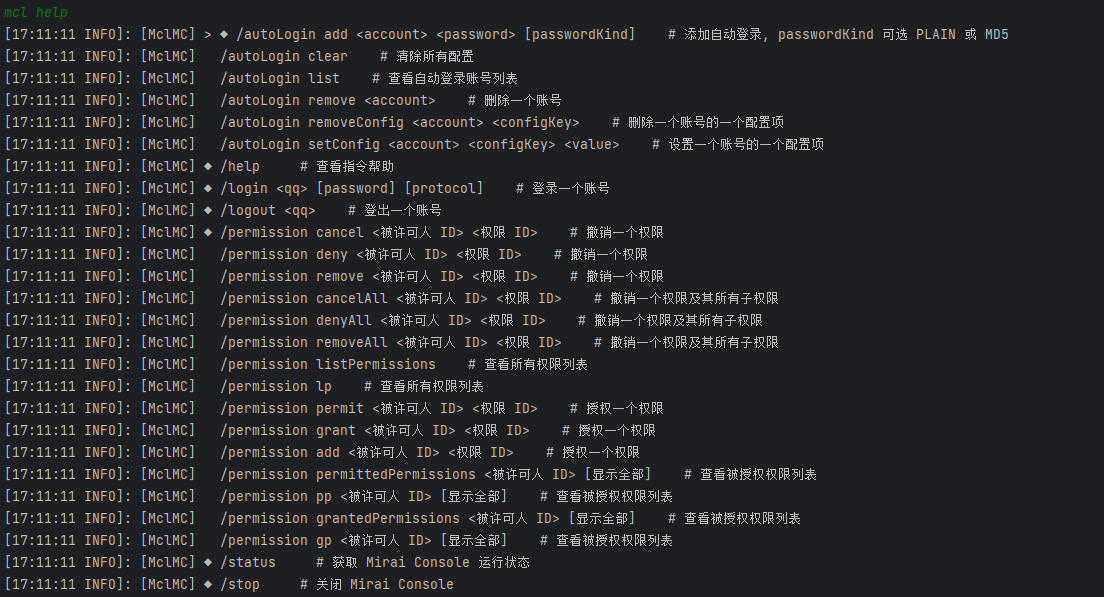 mcl help
[17:11:11 INFO]: [MclMC] > ◆ /autoLogin add <account> <password> [passwordKind]    # 添加自动登录, passwordKind 可选 PLAIN 或 MD5
[17:11:11 INFO]: [MclMC]   /autoLogin clear    # 清除所有配置
[17:11:11 INFO]: [MclMC]   /autoLogin list    # 查看自动登录账号列表
[17:11:11 INFO]: [MclMC]   /autoLogin remove <account>    # 删除一个账号
[17:11:11 INFO]: [MclMC]   /autoLogin removeConfig <account> <configKey>    # 删除一个账号的一个配置项
[17:11:11 INFO]: [MclMC]   /autoLogin setConfig <account> <configKey> <value>    # 设置一个账号的一个配置项
[17:11:11 INFO]: [MclMC] ◆ /help     # 查看指令帮助
[17:11:11 INFO]: [MclMC] ◆ /login <qq> [password] [protocol]    # 登录一个账号
[17:11:11 INFO]: [MclMC] ◆ /logout <qq>    # 登出一个账号
[17:11:11 INFO]: [MclMC] ◆ /permission cancel <被许可人 ID> <权限 ID>    # 撤销一个权限
[17:11:11 INFO]: [MclMC]   /permission deny <被许可人 ID> <权限 ID>    # 撤销一个权限
[17:11:11 INFO]: [MclMC]   /permission remove <被许可人 ID> <权限 ID>    # 撤销一个权限
[17:11:11 INFO]: [MclMC]   /permission cancelAll <被许可人 ID> <权限 ID>    # 撤销一个权限及其所有子权限
[17:11:11 INFO]: [MclMC]   /permission denyAll <被许可人 ID> <权限 ID>    # 撤销一个权限及其所有子权限
[17:11:11 INFO]: [MclMC]   /permission removeAll <被许可人 ID> <权限 ID>    # 撤销一个权限及其所有子权限
[17:11:11 INFO]: [MclMC]   /permission listPermissions    # 查看所有权限列表
[17:11:11 INFO]: [MclMC]   /permission lp    # 查看所有权限列表
[17:11:11 INFO]: [MclMC]   /permission permit <被许可人 ID> <权限 ID>    # 授权一个权限
[17:11:11 INFO]: [MclMC]   /permission grant <被许可人 ID> <权限 ID>    # 授权一个权限
[17:11:11 INFO]: [MclMC]   /permission add <被许可人 ID> <权限 ID>    # 授权一个权限
[17:11:11 INFO]: [MclMC]   /permission permittedPermissions <被许可人 ID> [显示全部]    # 查看被授权权限列表
[17:11:11 INFO]: [MclMC]   /permission pp <被许可人 ID> [显示全部]    # 查看被授权权限列表
[17:11:11 INFO]: [MclMC]   /permission grantedPermissions <被许可人 ID> [显示全部]    # 查看被授权权限列表
[17:11:11 INFO]: [MclMC]   /permission gp <被许可人 ID> [显示全部]    # 查看被授权权限列表
[17:11:11 INFO]: [MclMC] ◆ /status     # 获取 Mirai Console 运行状态
[17:11:11 INFO]: [MclMC] ◆ /stop     # 关闭 Mirai Console